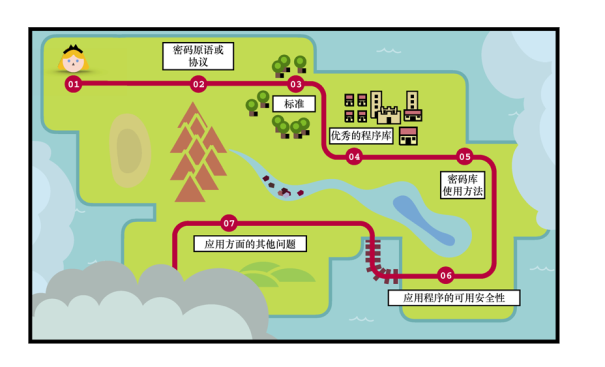 密码原语或
协议
01
02
03
标准
优秀的程序库
04
05
密码库
使用方法
07
应用方面的其他问题
06
应用程序的可用安全性